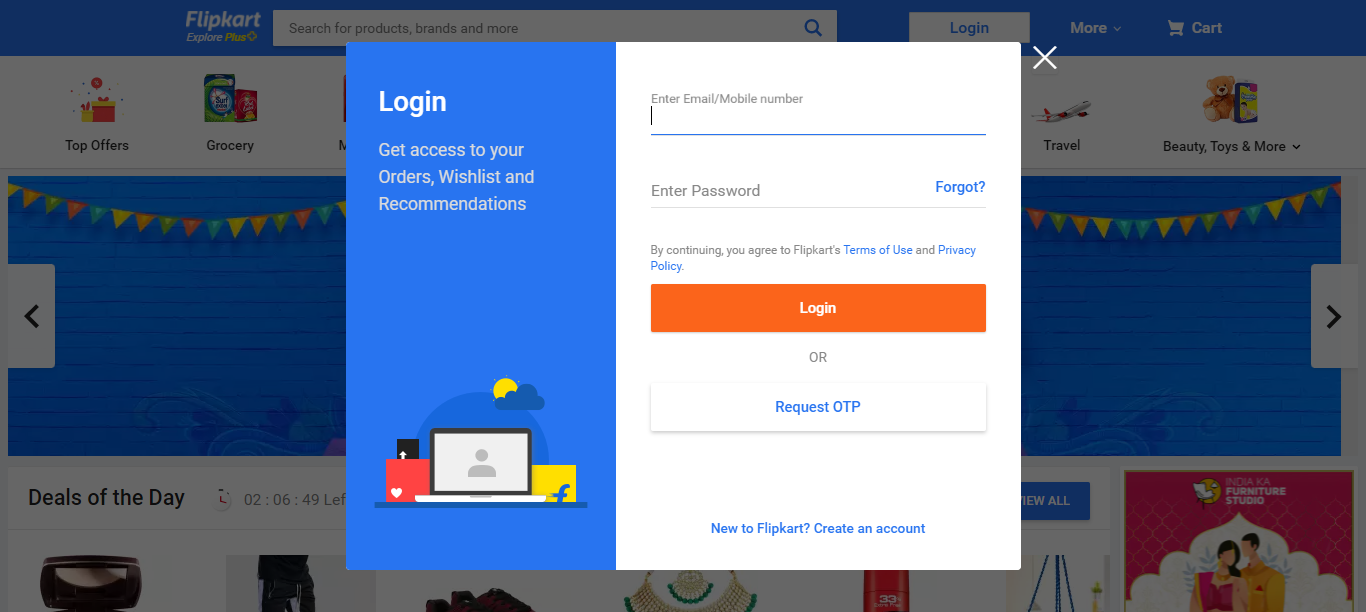 Flipkart
Explore Plus
Search for products, brands and more
Login
More
Cart
Top Offers
Grocery
M
Travel
Beauty, Toys & More
Login
Get access to your
Orders, Wishlist and
Recommendations
Enter Email/Mobile number
Enter Password
Forgot?
By continuing, you agree to Flipkart's Terms of Use and Privacy
Policy.
Login
OR
Request OTP
New to Flipkart? Create an account
Deals of the Day
02 : 06 : 49 Lef
VIEW ALL
INDIA KA
FURNITURE
STUDIO
33